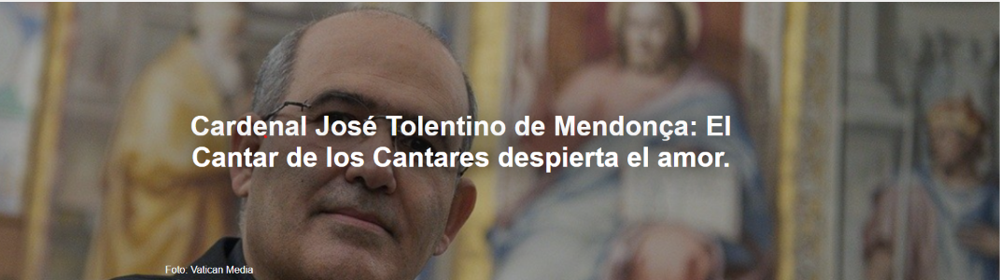 Cardenal José Tolentino de Mendonça: El
Cantar de los Cantares despierta el amor.
Foto: Vatican Media